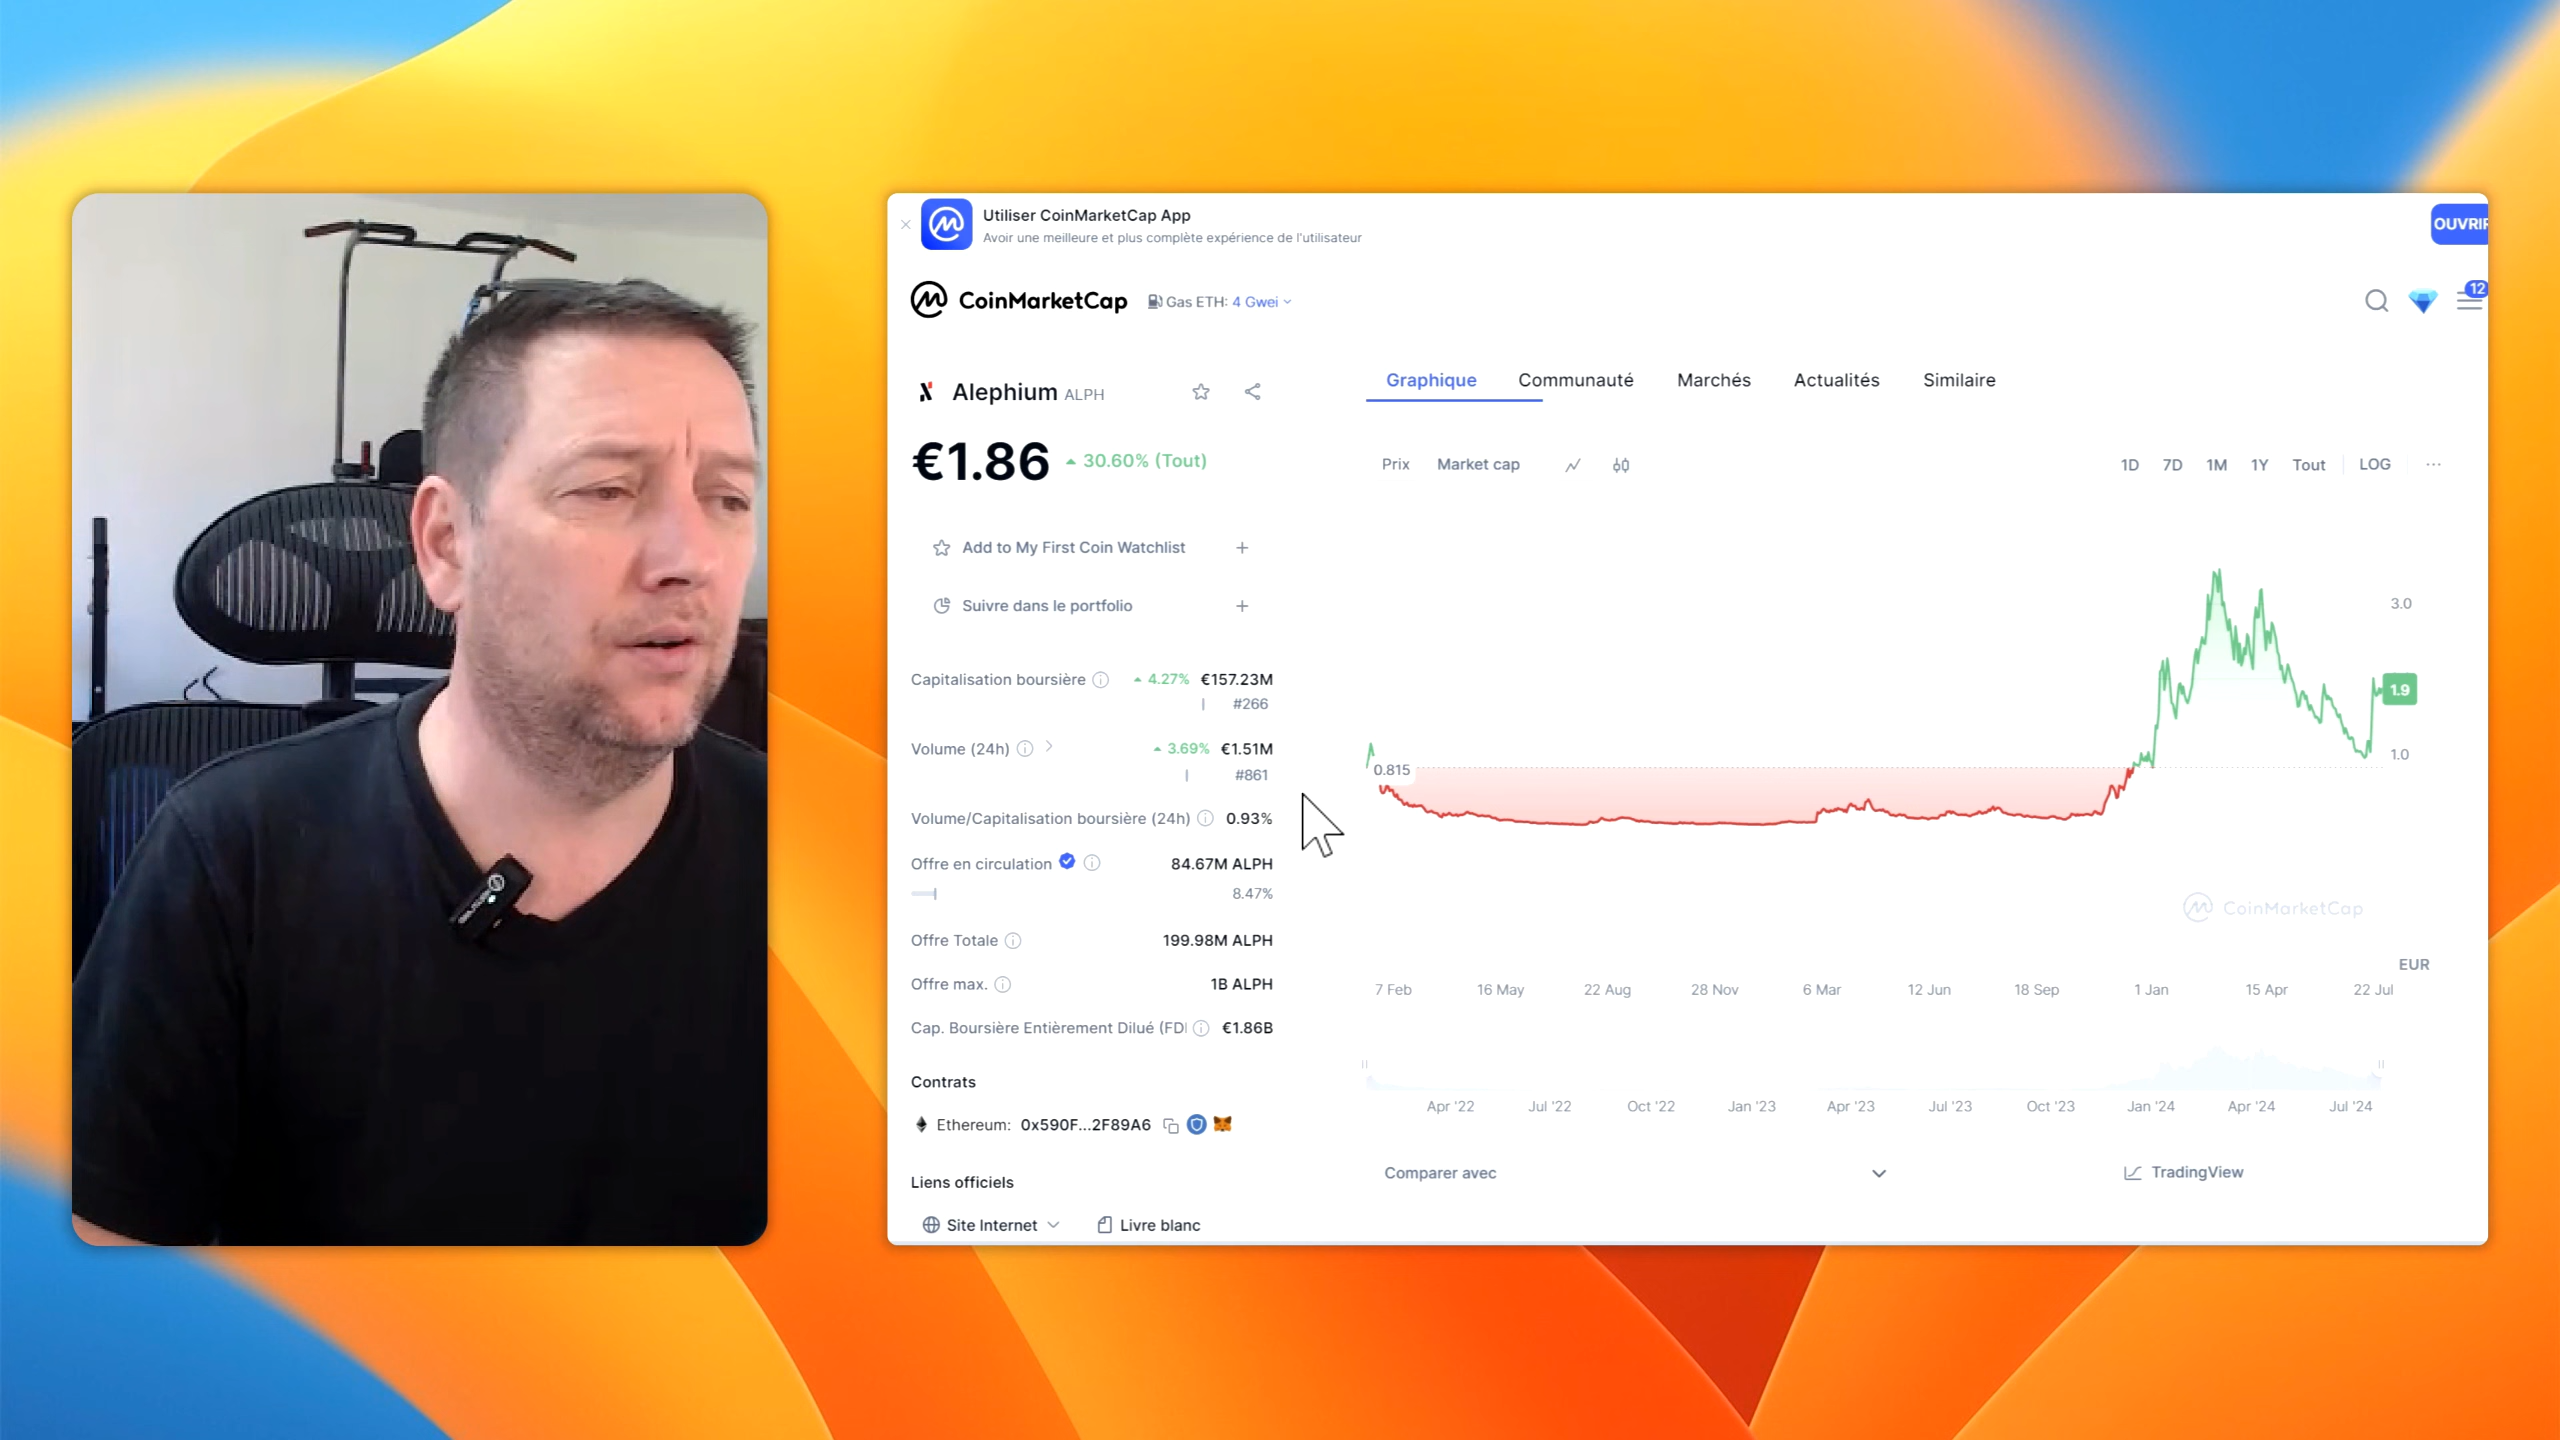 Utiliser CoinMarketCap App
Avoir une meilleure et plus complète expérience de l'utilisateur
OUVRIR
CoinMarketCap
Gas ETH: 4 Gwei
12
Alephium ALPH
€1.86
30.60% (Tout)
Add to My First Coin Watchlist
Suivre dans le portfolio
Capitalisation boursière 4.27% €157.23M
#266
Volume (24h) 3.69% €1.51M
#861
Volume/Capitalisation boursière (24h) 0.93%
Offre en circulation 84.67M ALPH
8.47%
Offre Totale 199.98M ALPH
Offre max. 1B ALPH
Cap. Boursière Entièrement Dilué (FD €1.86B
Contrats
Ethereum: 0x590F...2F89A6
Liens officiels
Site Internet Livre blanc
Graphique Communauté Marchés Actualités Similaire
Prix Market cap 1D 7D 1M 1Y Tout LOG
3.0
1.9
1.0
0.815
CoinMarketCap
EUR
7 Feb 16 May 22 Aug 28 Nov 6 Mar 12 Jun 18 Sep 1 Jan 15 Apr 22 Jul
Apr '22 Jul '22 Oct '22 Jan '23 Apr '23 Jul '23 Oct '23 Jan '24 Apr '24 Jul '24
Comparer avec TradingView